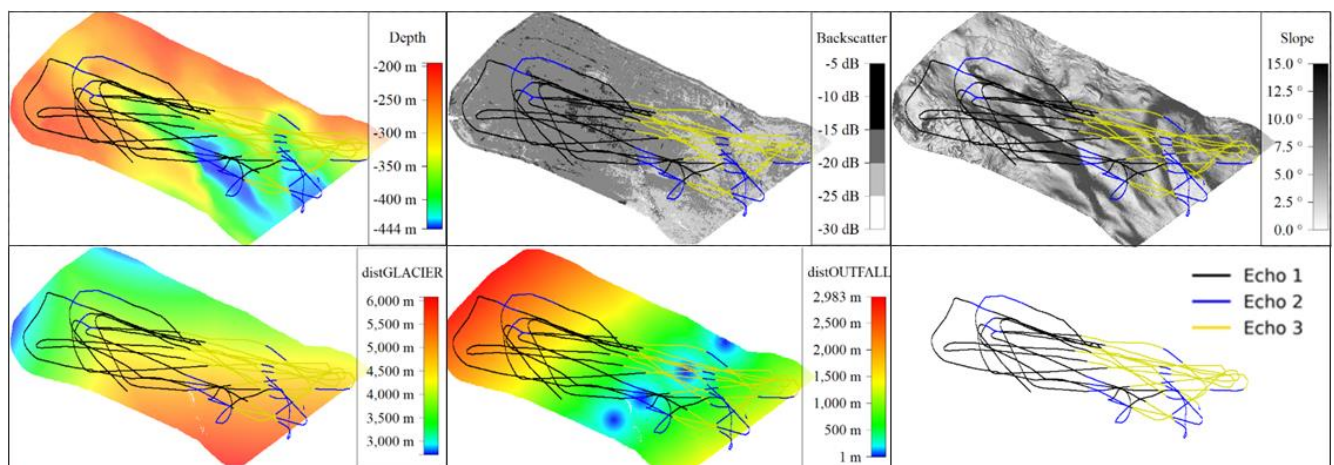 Depth
-200 m
-300 m
-350 m
-400 m
-444 m
Backscatter
-5 dB
-10 dB
-15 dB
-20 dB
-25 dB
-30 dB
Slope
15.0 °
12.5 °
10.0 °
7.5 °
5.0 °
2.5 °
0.0 °
distGLACIER
6,000 m
5,500 m
5,000 m
4,500 m
4,000 m
3,500 m
3,000 m
distOUTFALL
2,983 m
2,500 m
2,000 m
1,500 m
1,000 m
500 m
1 m
Echo 1
Echo 2
Echo 3